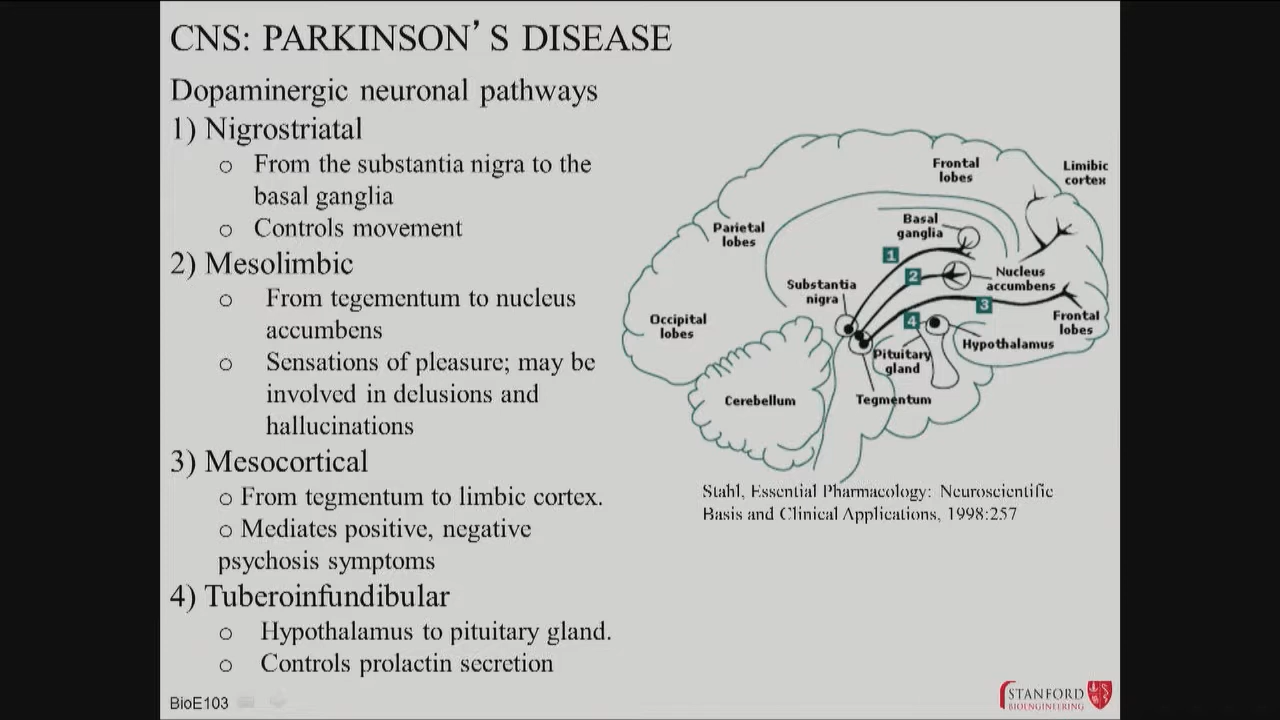 CNS: PARKINSON’S DISEASE
Dopaminergic neuronal pathways
1) Nigrostriatal
o From the substantia nigra to the
basal ganglia
o Controls movement
2) Mesolimbic
o From tegementum to nucleus
accumbens
o Sensations of pleasure; may be
involved in delusions and
hallucinations
3) Mesocortical
o From tegmentum to limbic cortex.
o Mediates positive, negative
psychosis symptoms
4) Tuberoinfundibular
o Hypothalamus to pituitary gland.
o Controls prolactin secretion
Frontal
lobes
Limibic
cortex
Parietal
lobes
Basal
ganglia
1
2
Nucleus
accumbens
Substantia
nigra
3
Occipital
lobes
4
Frontal
lobes
Hypothalamus
Pituitary
gland
Cerebellum
Tegmentum
Stahl, Essential Pharmacology: Neuroscientific
Basis and Clinical Applications, 1998:257
BioE103
STANFORD
BIOENGINEERING